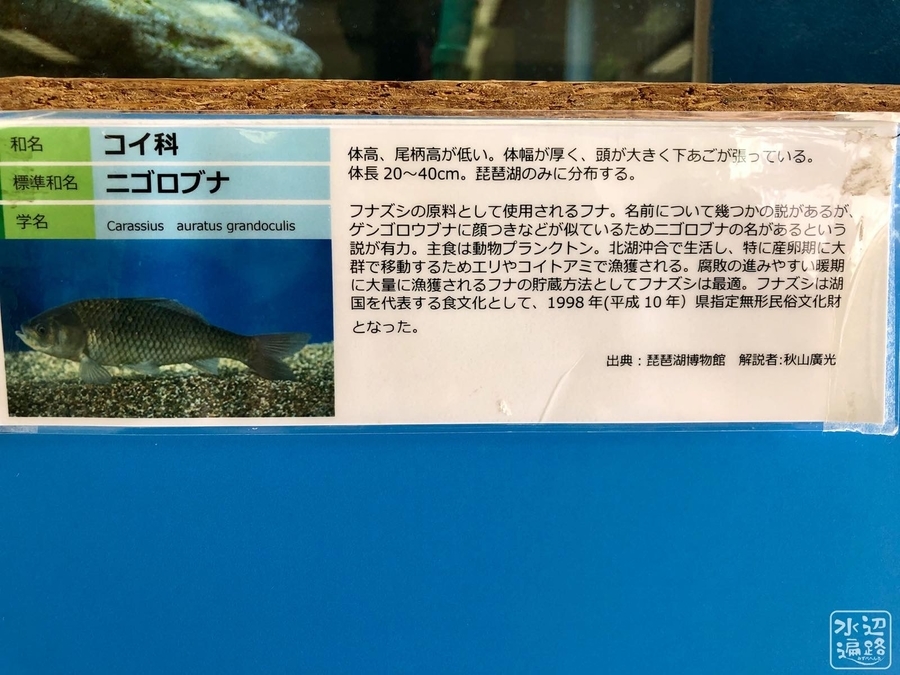 和名 コイ科
標準和名 ニゴロブナ
学名 Carassius auratus grandoculis
体高、尾柄高が低い。体幅が厚く、頭が大きく下あごが張っている。
体長 20～40cm。琵琶湖のみに分布する。
フナズシの原料として使用されるフナ。名前について幾つかの説があるが、
ゲンゴロウブナに顔つきなどが似ているためニゴロブナの名があるという
説が有力。主食は動物プランクトン。北湖沖合で生活し、特に産卵期に大
群で移動するためエリやコイトアミで漁獲される。腐敗の進みやすい暖期
に大量に漁獲されるフナの貯蔵方法としてフナズシは最適。フナズシは湖
国を代表する食文化として、1998 年(平成 10 年）県指定無形民俗文化財
となった。
出典：琵琶湖博物館 解説者:秋山廣光
水辺
遍路